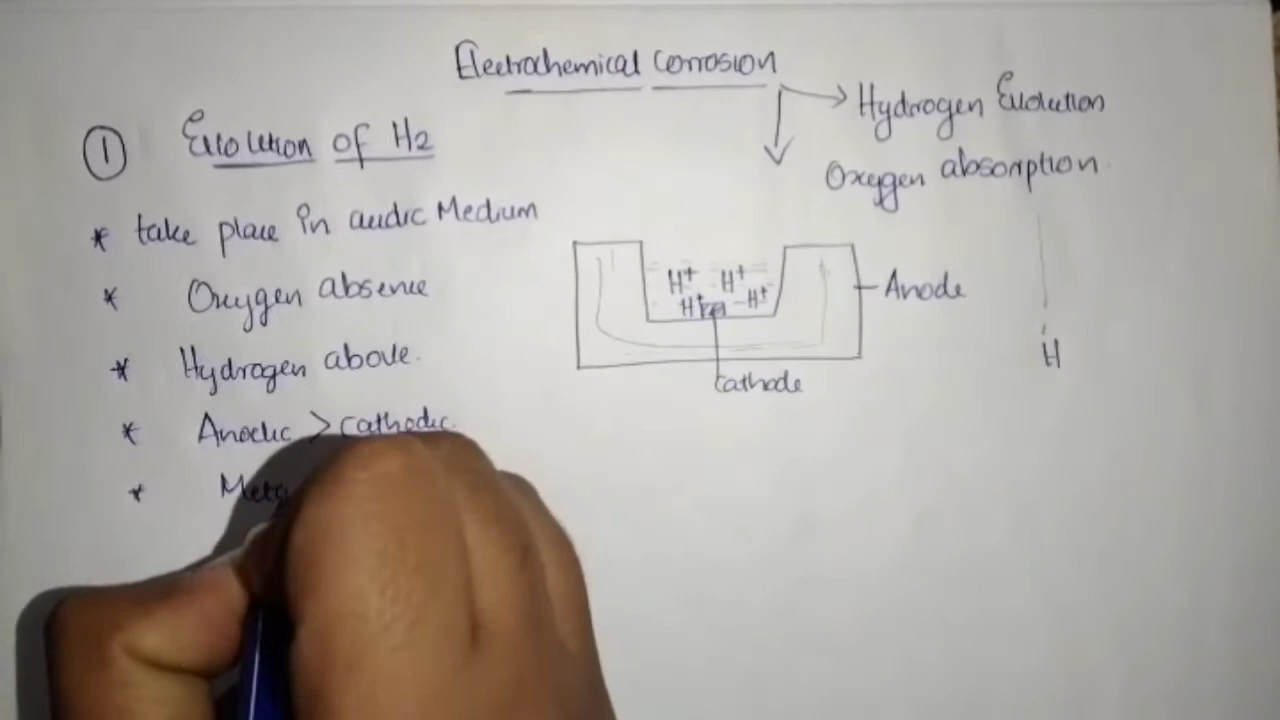 Electrochemical Corrosion
Hydrogen Evolution
Oxygen absorption.
① Evolution of H2
* take place in acidic Medium
* Oxygen absence
* Hydrogen above.
* Anodic > Cathodic.
*
H+ H+
H+ H+
Anode
Cathode
H